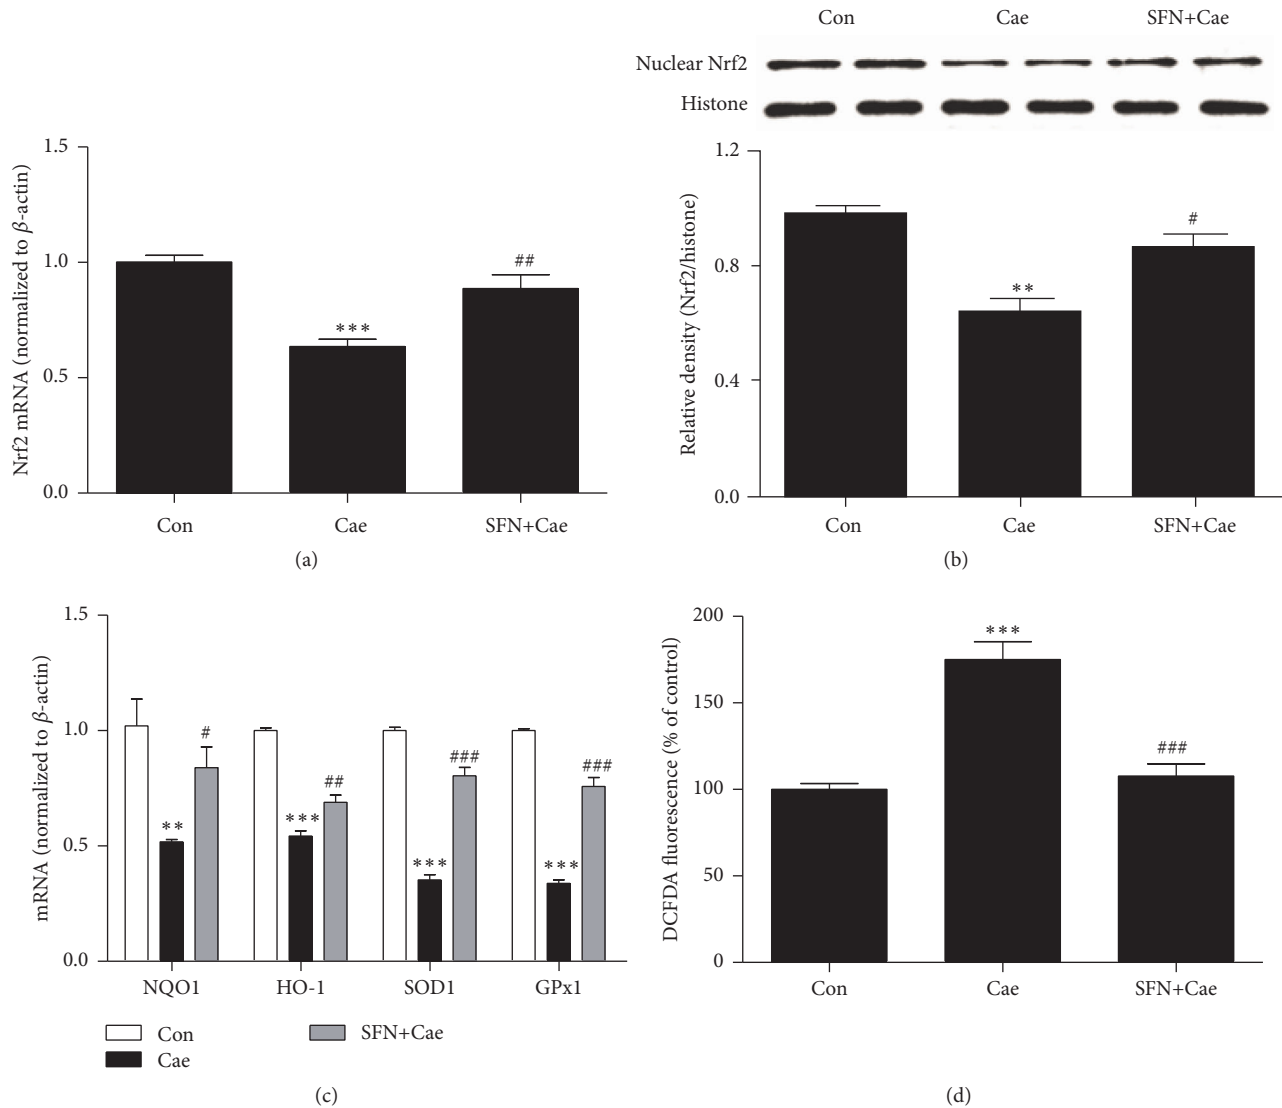 Con Cae SFN+Cae
Nuclear Nrf2
Histone
Nrf2 mRNA (normalized to β-actin)
1.5
1.0
0.5
0.0
***
##
Con Cae SFN+Cae
(a)
Relative density (Nrf2/histone)
1.2
0.8
0.4
0.0
**
#
Con Cae SFN+Cae
(b)
mRNA (normalized to β-actin)
1.5
1.0
0.5
0.0
**
#
***
##
***
###
***
###
NQO1 HO-1 SOD1 GPx1
Con
Cae
SFN+Cae
(c)
DCFDA fluorescence (% of control)
200
150
100
50
0
***
###
Con Cae SFN+Cae
(d)